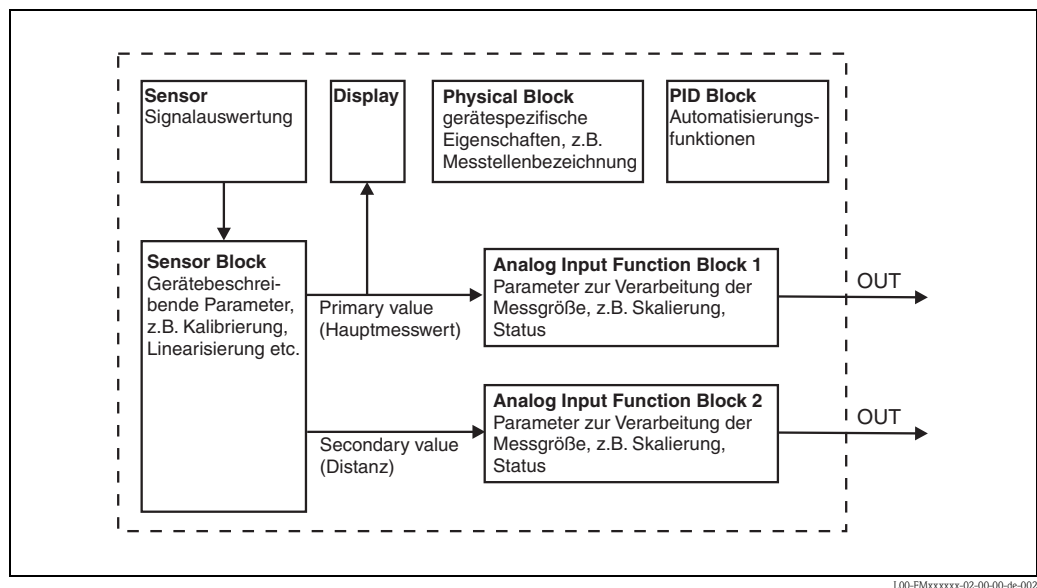 Sensor
Signalauswertung
Display
Physical Block
gerätespezifische
Eigenschaften, z.B.
Messtellenbezeichnung
PID Block
Automatisierungs-
funktionen
Sensor Block
Gerätebeschrei-
bende Parameter,
z.B. Kalibrierung,
Linearisierung etc.
Primary value
(Hauptmesswert)
Analog Input Function Block 1
Parameter zur Verarbeitung der
Messgröße, z.B. Skalierung,
Status
OUT
Secondary value
(Distanz)
Analog Input Function Block 2
Parameter zur Verarbeitung der
Messgröße, z.B. Skalierung,
Status
OUT
L00-FMxxxxxx-02-00-00-de-002